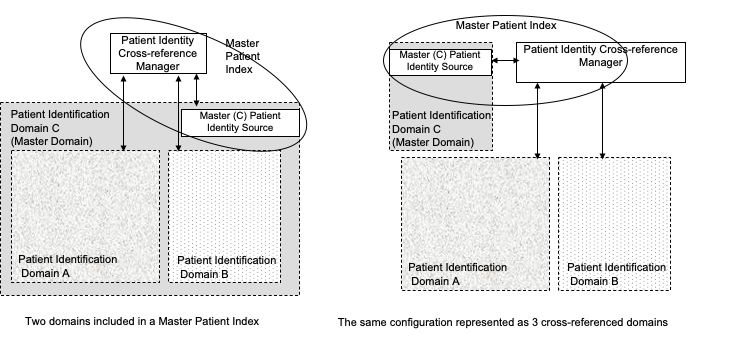 Patient Identity
Cross-reference
Manager
Master
Patient
Index
Master (C) Patient
Identity Source
Patient Identification
Domain C
(Master Domain)
Patient Identification
Domain A
Patient Identification
Domain B
Two domains included in a Master Patient Index
Master Patient Index
Master (C) Patient
Identity Source
Patient Identity Cross-reference
Manager
Patient Identification
Domain C
(Master Domain)
Patient Identification
Domain A
Patient Identification
Domain B
The same configuration represented as 3 cross-referenced domains